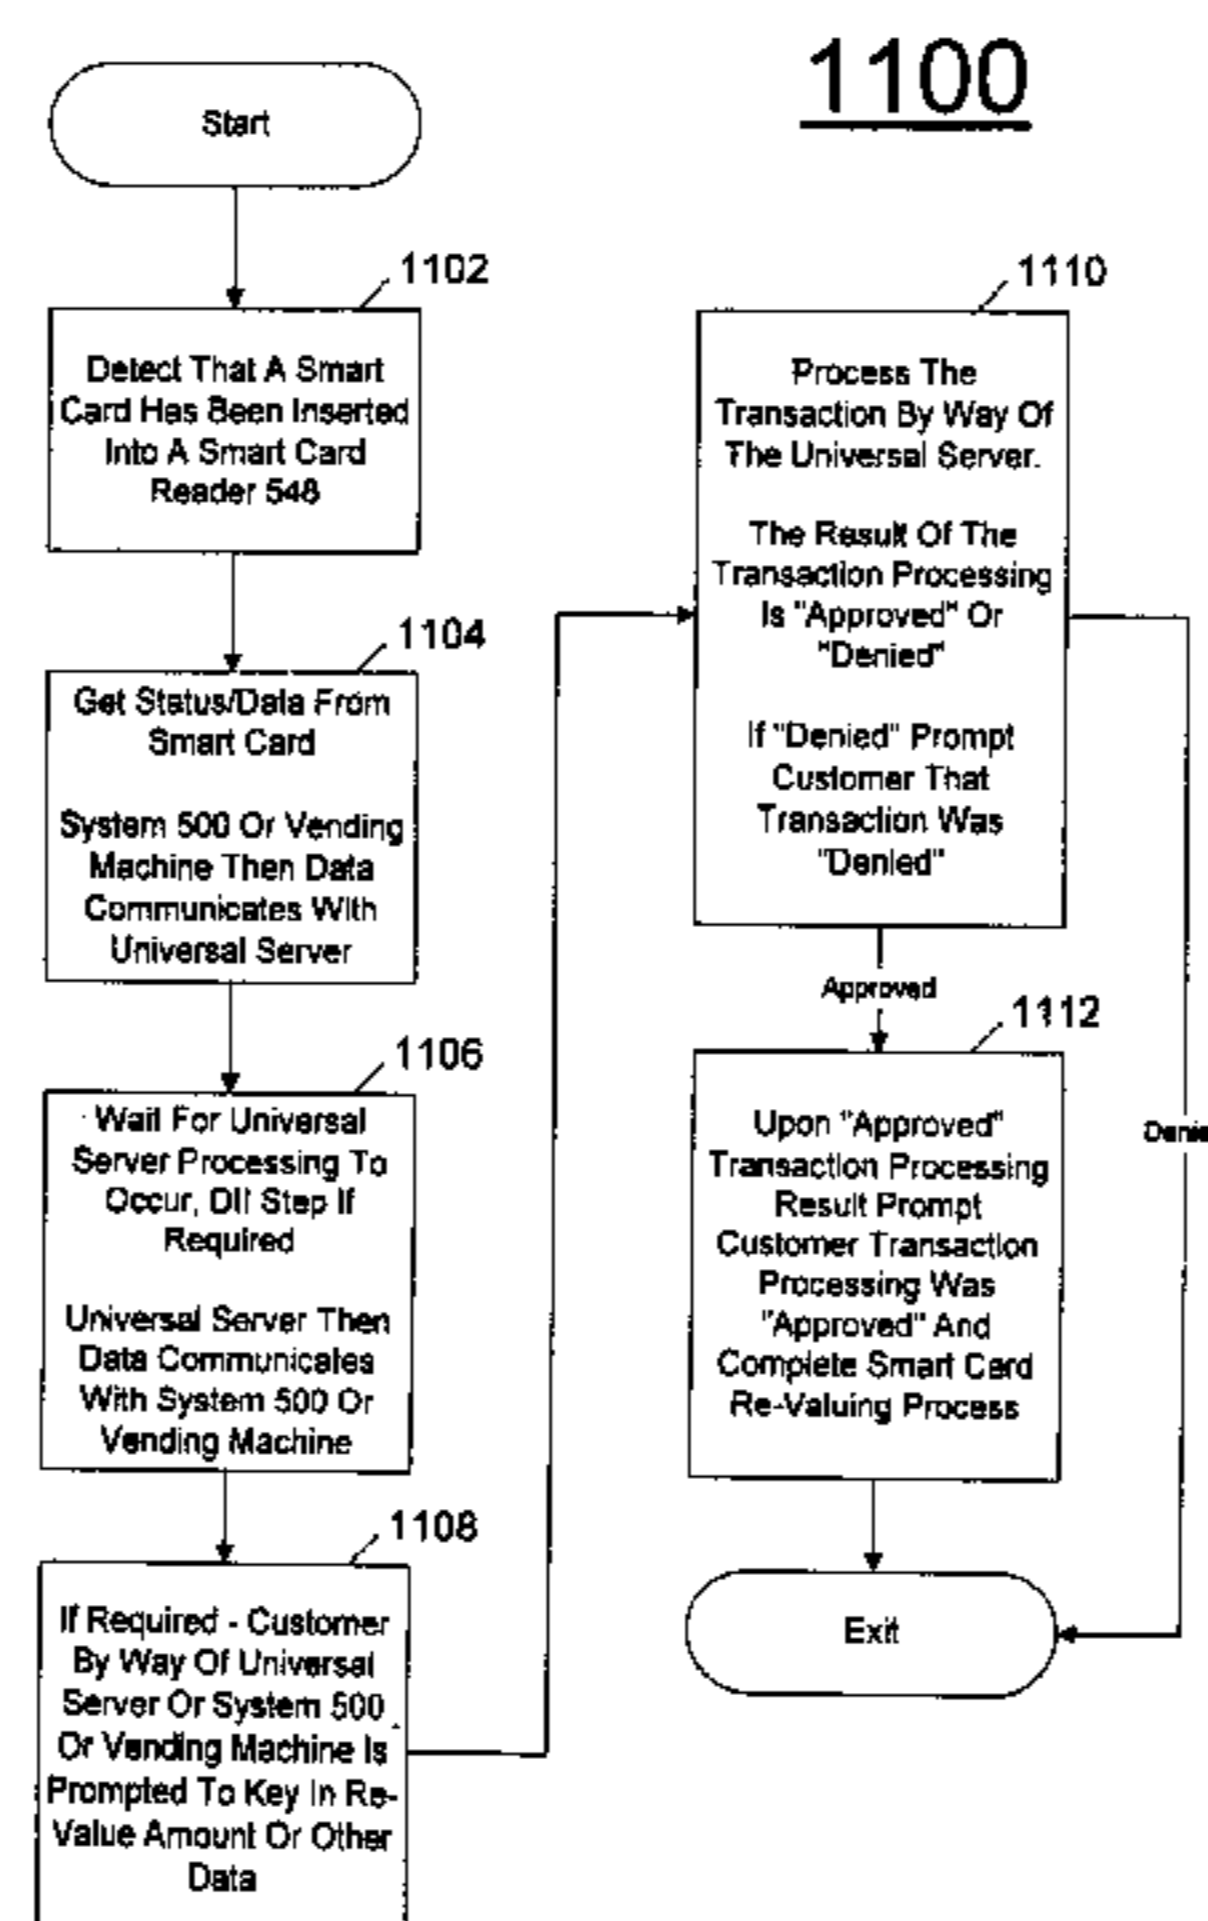 1100
Start
1102
Detect That A Smart
Card Has Been Inserted
Into A Smart Card
Reader 548
1104
Get Status/Data From
Smart Card
System 500 Or Vending
Machine Then Data
Communicates With
Universal Server
1106
Wait For Universal
Server Processing To
Occur, Step If
Required
Universal Server Then
Data Communicates
With System 500 Or
Vending Machine
1108
If Required - Customer
By Way Of Universal
Server Or System 500
Or Vending Machine Is
Prompted To Key In Re-
Value Amount Or Other
Data
1110
Process The
Transaction By Way Of
The Universal Server.
The Result Of The
Transaction Processing
Is "Approved" Or
"Denied"
If "Denied" Prompt
Customer That
Transaction Was
"Denied"
Approved
1112
Upon "Approved"
Transaction Processing
Result Prompt
Customer Transaction
Processing Was
"Approved" And
Complete Smart Card
Re-Valuing Process
Exit